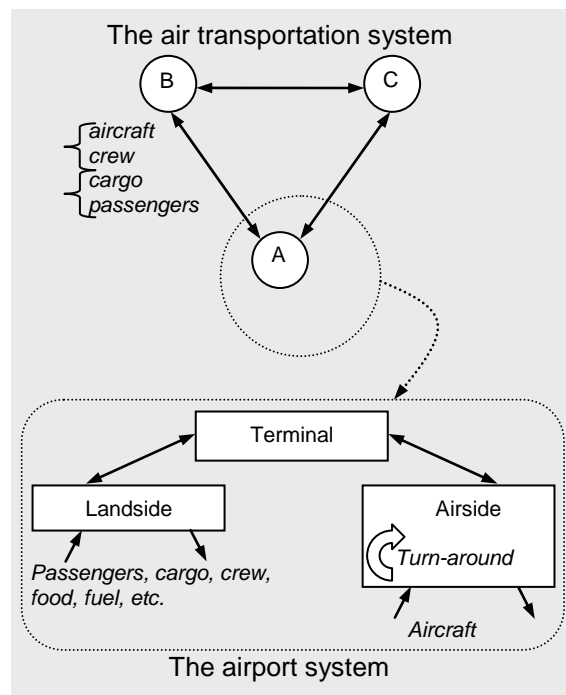 The air transportation system
B
C
aircraft
crew
cargo
passengers
A
Terminal
Landside
Airside
Turn-around
Passengers, cargo, crew,
food, fuel, etc.
Aircraft
The airport system